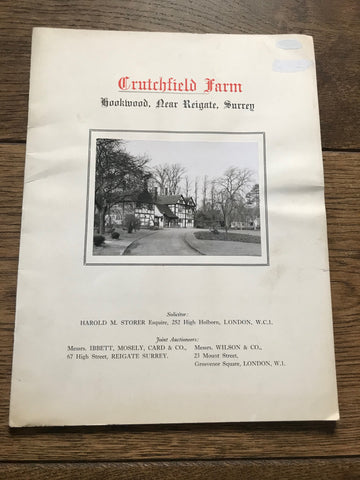 Crutchfield Farm
Hookwood, Near Reigate, Surrey
Solicitor:
HAROLD M. STORER Esquire, 252 High Holborn, LONDON, W.C.1.
Joint Auctioneers:
Messrs. IBBETT, MOSELY, CARD & CO., Messrs. WILSON & CO.,
67 High Street, REIGATE SURREY. 23 Mount Street,
Grosvenor Square, LONDON, W.1.